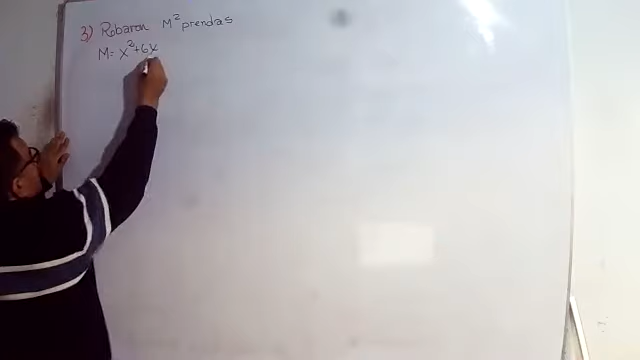 3) Robaron M² prendas
M= x²+6x